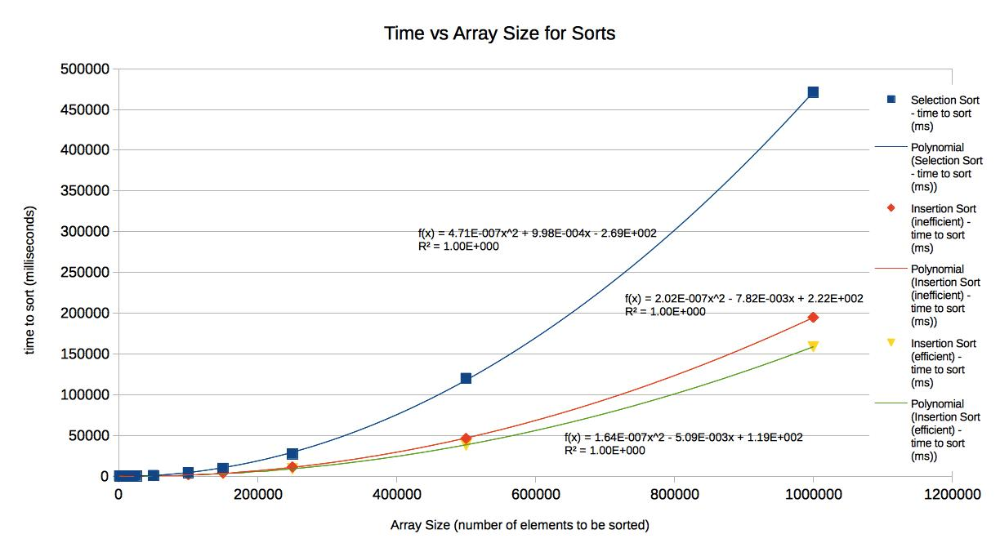 Time vs Array Size for Sorts
500000
450000
400000
350000
300000
250000
200000
150000
100000
50000
0
time to sort (milliseconds)
f(x) = 4.71E-007x^2 + 9.98E-004x - 2.69E+002
R² = 1.00E+000
f(x) = 2.02E-007x^2 - 7.82E-003x + 2.22E+002
R² = 1.00E+000
f(x) = 1.64E-007x^2 - 5.09E-003x + 1.19E+002
R² = 1.00E+000
0
200000
400000
600000
800000
1000000
1200000
Array Size (number of elements to be sorted)
Selection Sort
- time to sort
(ms)
Polynomial
(Selection Sort
- time to sort
(ms))
Insertion Sort
(inefficient) -
time to sort
(ms)
Polynomial
(Insertion Sort
(inefficient) -
time to sort
(ms))
Insertion Sort
(efficient) -
time to sort
(ms)
Polynomial
(Insertion Sort
(efficient) -
time to sort
(ms))